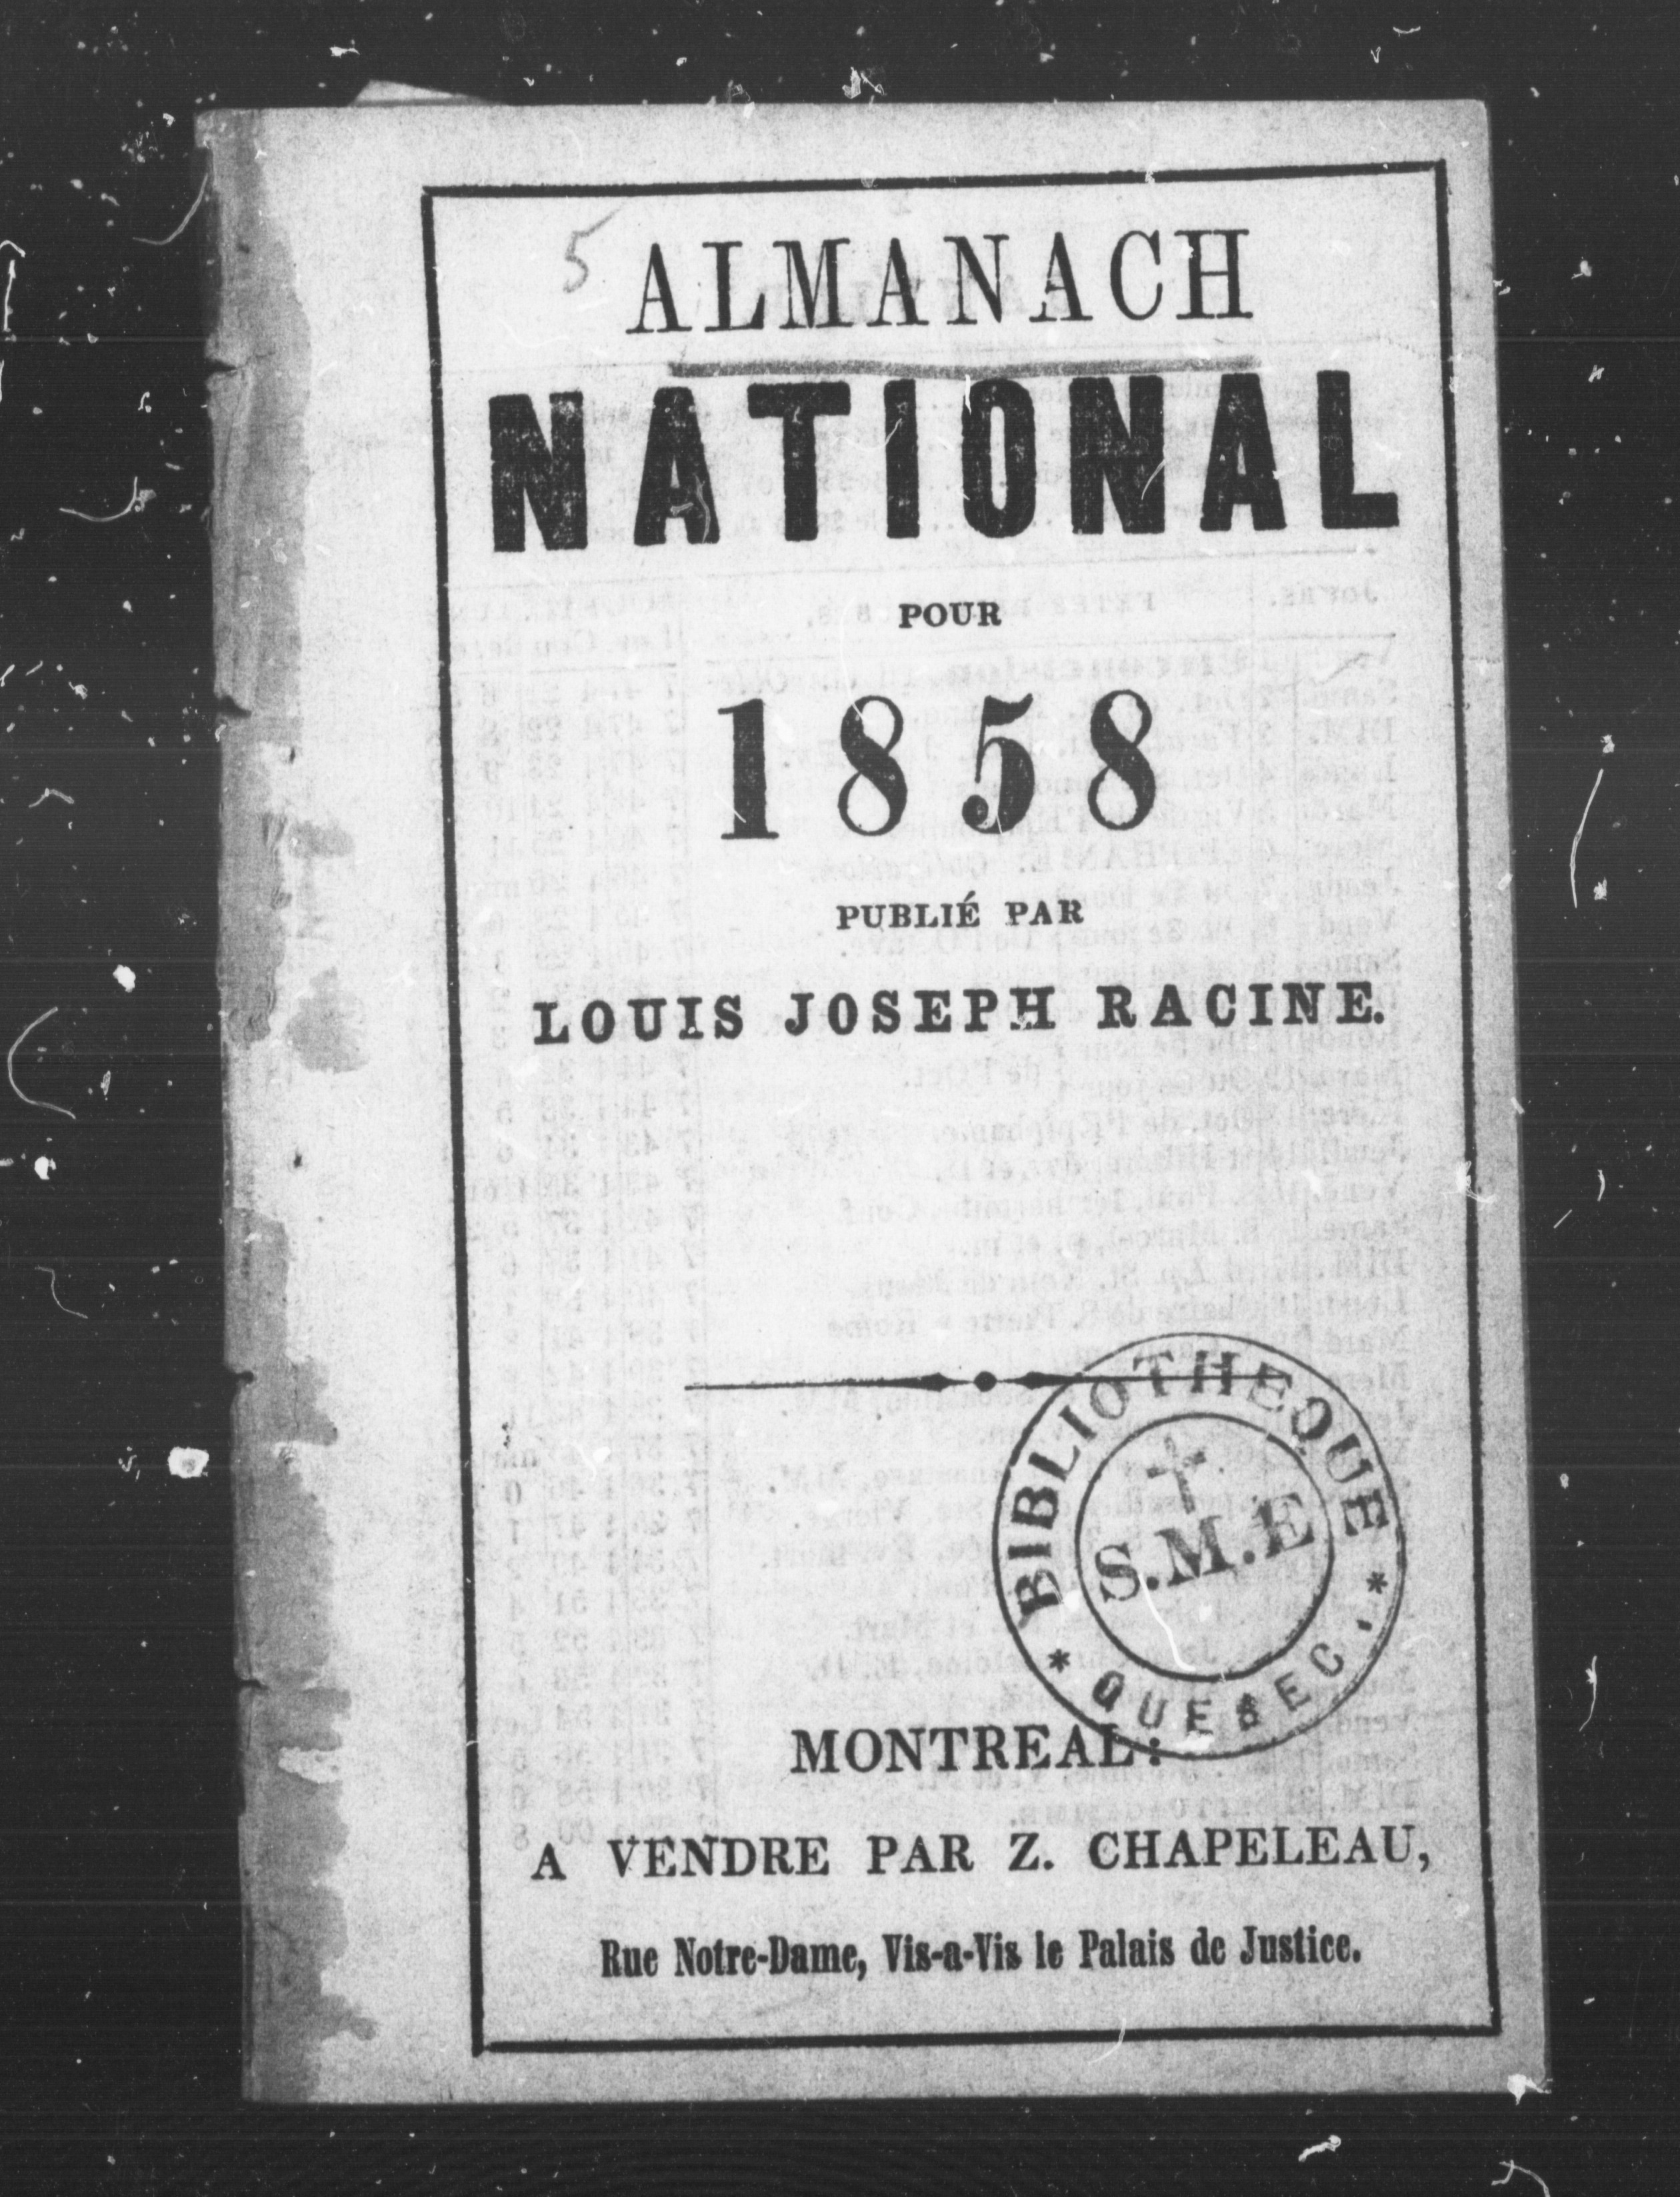 5
ALMANACH
NATIONAL
POUR
1858
PUBLIÉ PAR
LOUIS JOSEPH RACINE.
BIBLIOTHEQUE
S.M.E
* QUEBEC. *
MONTREAL:
A VENDRE PAR Z. CHAPELEAU,
Rue Notre-Dame, Vis-a-Vis le Palais de Justice.